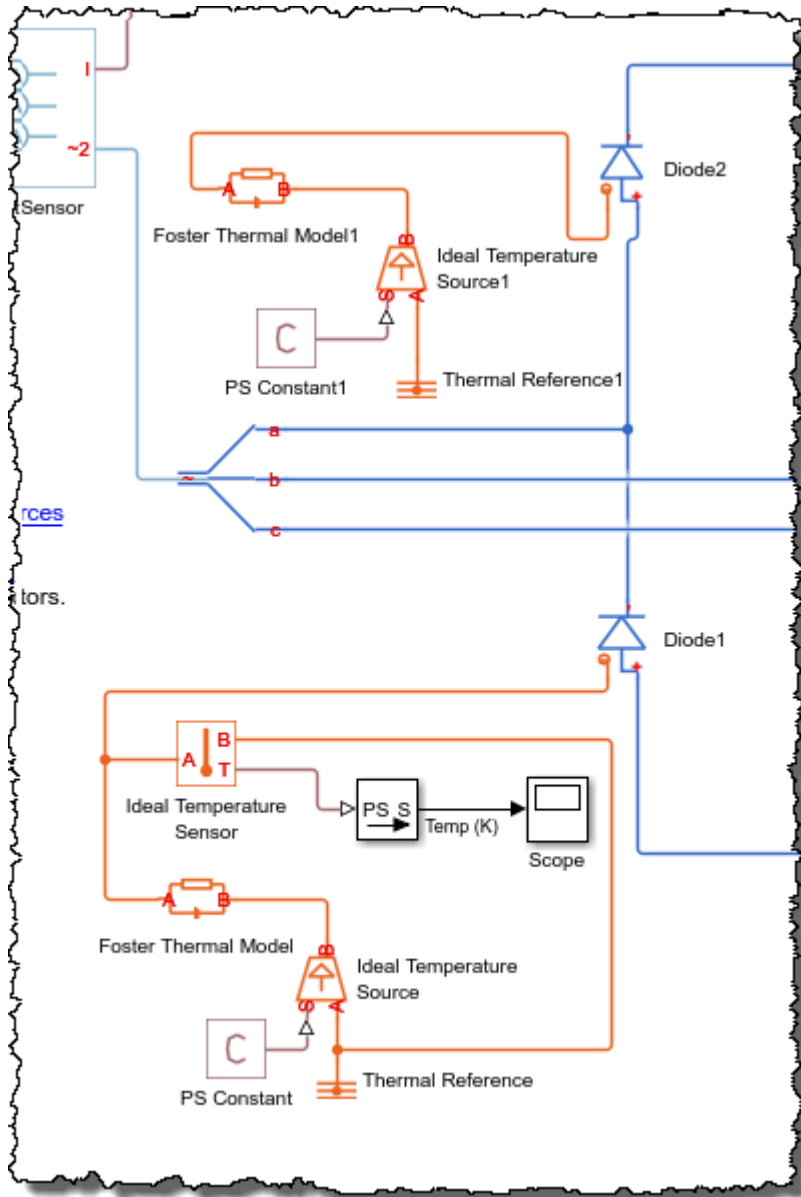 I
~2
Sensor
A
B
Foster Thermal Model1
B
Ideal Temperature
Source1
S
A
C
PS Constant1
Thermal Reference1
Diode2
+
-
~
a
b
c
rces
tors.
-
Diode1
+
A
B
T
Ideal Temperature
Sensor
PS S
Temp (K)
Scope
A
B
Foster Thermal Model
B
Ideal Temperature
Source
S
A
C
PS Constant
Thermal Reference